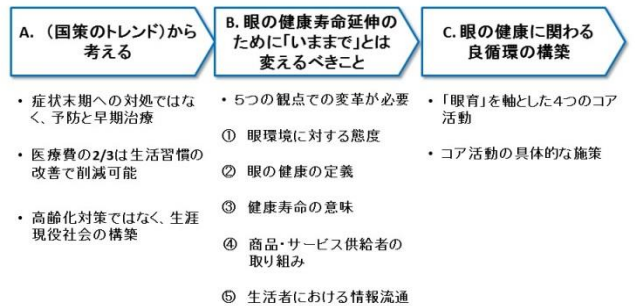 A. （国策のトレンド）から
考える
• 症状末期への対処ではな
く、予防と早期治療
• 医療費の2/3は生活習慣の
改善で削減可能
• 高齢化対策ではなく、生涯
現役社会の構築
B. 眼の健康寿命延伸の
ために「いままで」とは
変えるべきこと
• ５つの観点での変革が必要
① 眼環境に対する態度
② 眼の健康の定義
③ 健康寿命の意味
④ 商品・サービス供給者の
取り組み
⑤ 生活者における情報流通
C. 眼の健康に関わる
良循環の構築
• 「眼育」を軸とした４つのコア
活動
• コア活動の具体的な施策